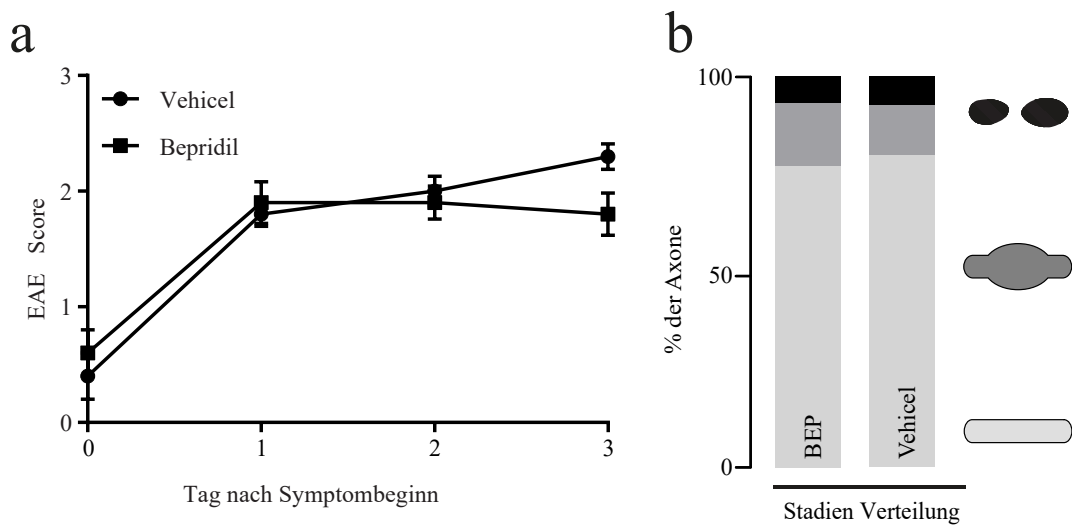 a
3
2
1
0
EAE Score
Vehicel
Bepridil
0 1 2 3
Tag nach Symptombeginn
b
100
50
0
% der Axone
BEP
Vehicel
Stadien Verteilung